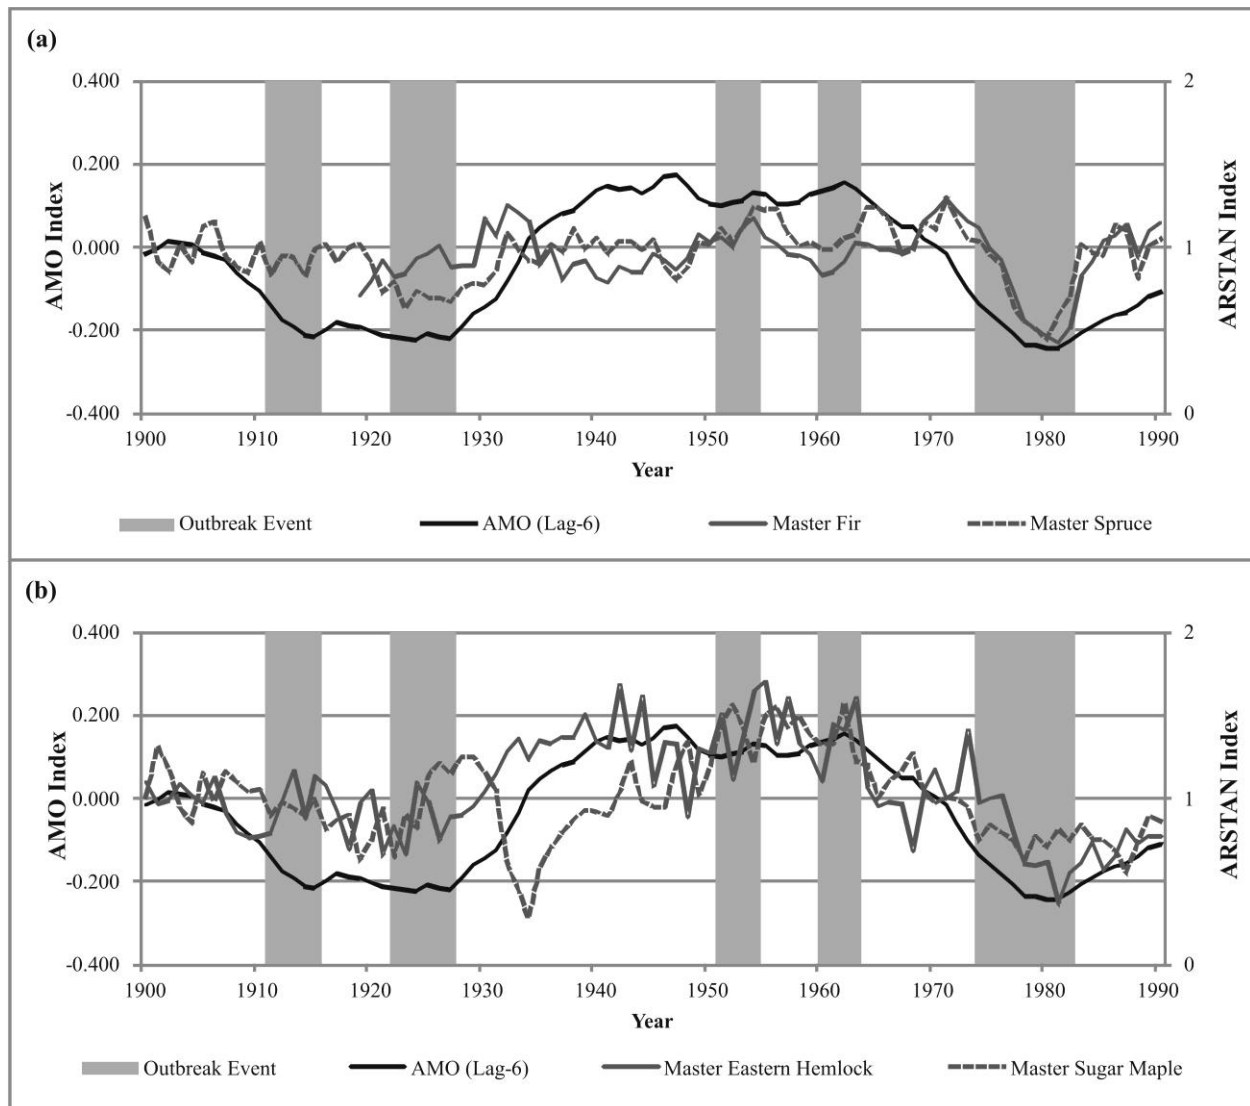 (a)
0.400
0.200
0.000
-0.200
-0.400
AMO Index
2
1
0
ARSTAN Index
1900 1910 1920 1930 1940 1950 1960 1970 1980 1990
Year
Outbreak Event AMO (Lag-6) Master Fir Master Spruce
(b)
0.400
0.200
0.000
-0.200
-0.400
AMO Index
2
1
0
ARSTAN Index
1900 1910 1920 1930 1940 1950 1960 1970 1980 1990
Year
Outbreak Event AMO (Lag-6) Master Eastern Hemlock Master Sugar Maple